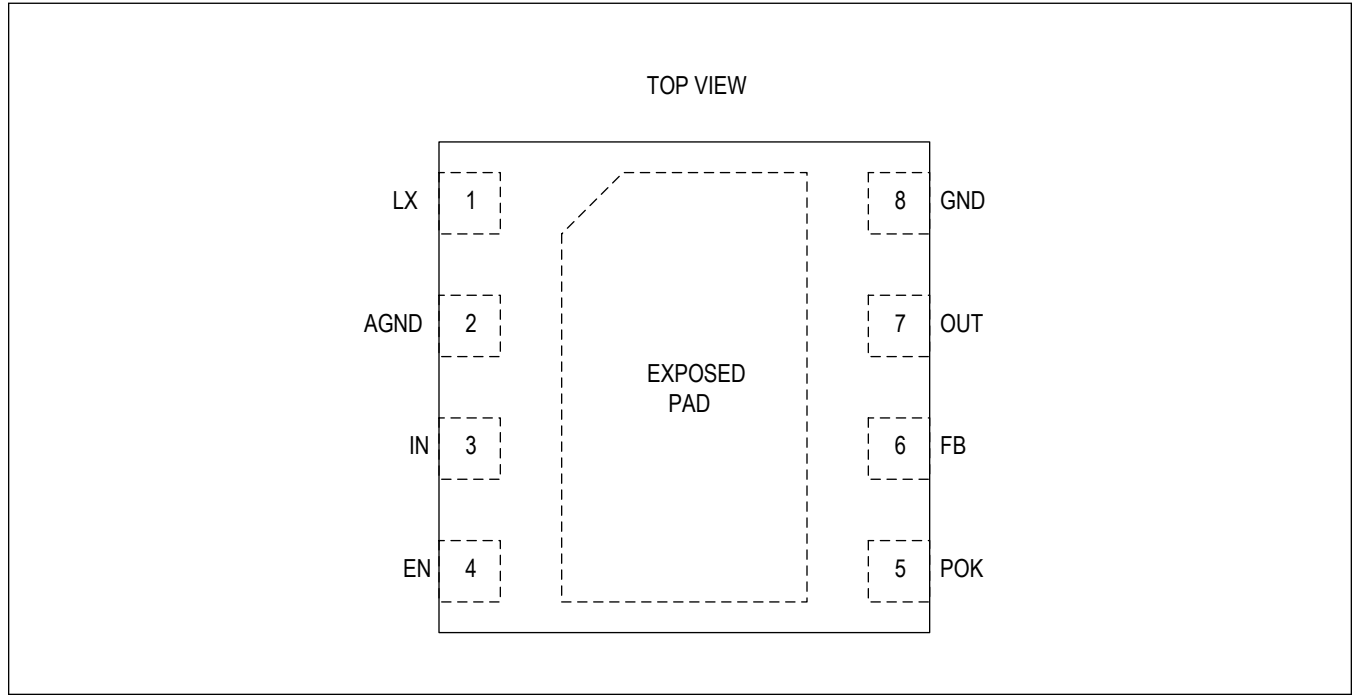 TOP VIEW
LX 1 8 GND
AGND 2 7 OUT
EXPOSED
PAD
IN 3 6 FB
EN 4 5 POK